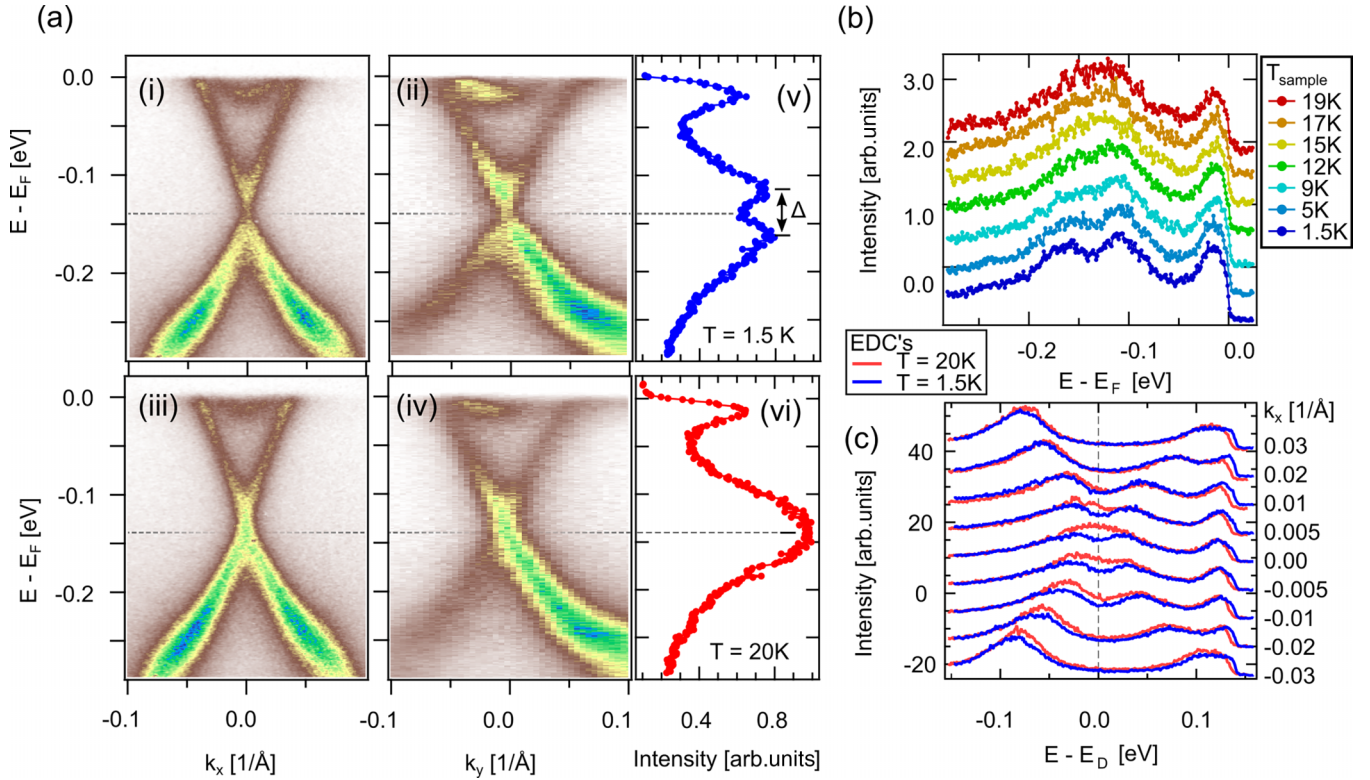 (a)
(b)
(i)
(ii)
(v)
0.0
-0.1
-0.2
E - E_F [eV]
Δ
T = 1.5 K
(iii)
(iv)
(vi)
0.0
-0.1
-0.2
E - E_F [eV]
T = 20K
-0.1
0.0
k_x [1/Å]
-0.1
0.0
0.1
k_y [1/Å]
0.4
0.8
Intensity [arb.units]
3.0
2.0
1.0
0.0
Intensity [arb.units]
-0.2
-0.1
0.0
E - E_F [eV]
T_sample
19K
17K
15K
12K
9K
5K
1.5K
EDC's
T = 20K
T = 1.5K
(c)
k_x [1/Å]
0.03
0.02
0.01
0.005
0.00
-0.005
-0.01
-0.02
-0.03
40
20
0
-20
Intensity [arb.units]
-0.1
0.0
0.1
E - E_D [eV]